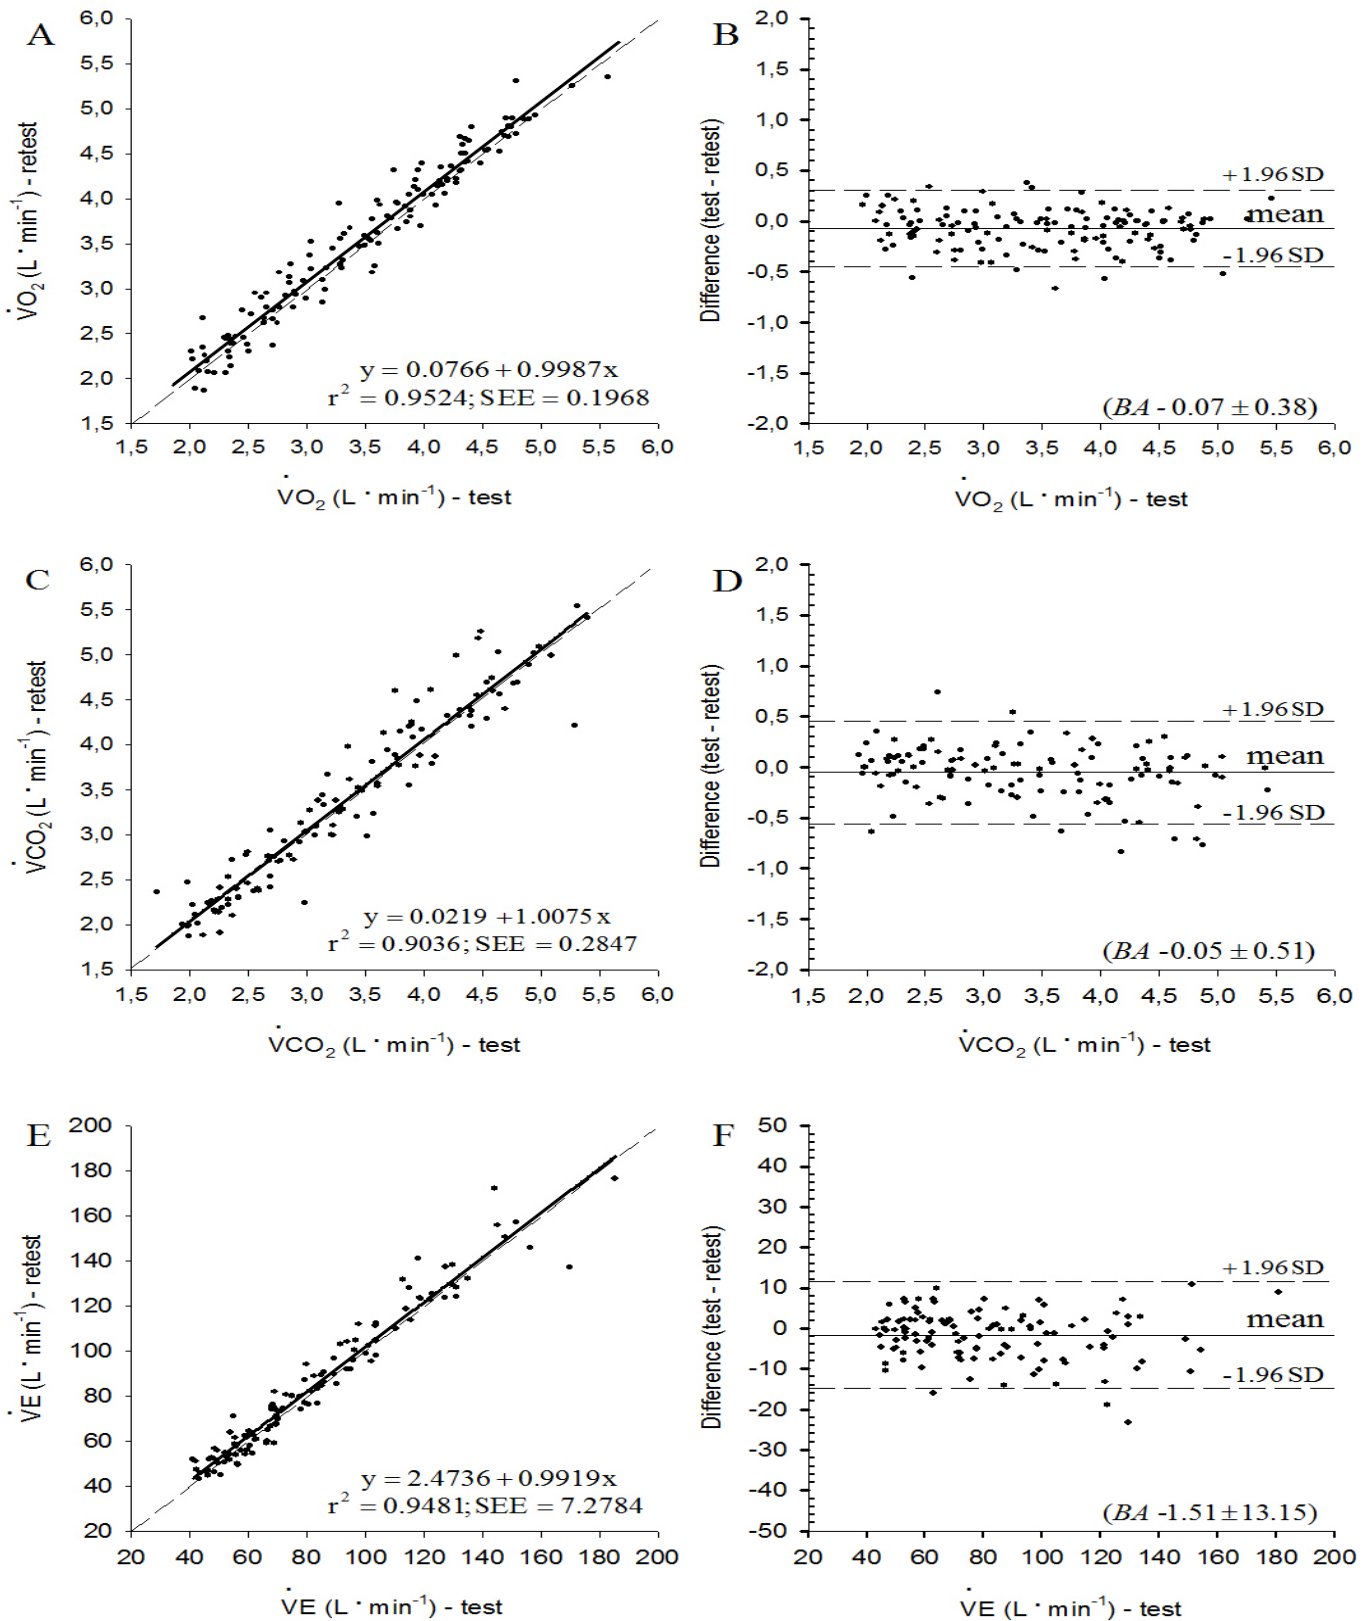 A
6,0
5,5
5,0
4,5
4,0
3,5
3,0
2,5
2,0
1,5
V̇O₂ (L · min⁻¹) - retest
y = 0.0766 + 0.9987x
r² = 0.9524; SEE = 0.1968
1,5 2,0 2,5 3,0 3,5 4,0 4,5 5,0 5,5 6,0
V̇O₂ (L · min⁻¹) - test
B
2,0
1,5
1,0
0,5
0,0
-0,5
-1,0
-1,5
-2,0
Difference (test - retest)
+1.96 SD
mean
-1.96 SD
(BA -0.07 ± 0.38)
1,5 2,0 2,5 3,0 3,5 4,0 4,5 5,0 5,5 6,0
V̇O₂ (L · min⁻¹) - test
C
6,0
5,5
5,0
4,5
4,0
3,5
3,0
2,5
2,0
1,5
V̇CO₂ (L · min⁻¹) - retest
y = 0.0219 + 1.0075x
r² = 0.9036; SEE = 0.2847
1,5 2,0 2,5 3,0 3,5 4,0 4,5 5,0 5,5 6,0
V̇CO₂ (L · min⁻¹) - test
D
2,0
1,5
1,0
0,5
0,0
-0,5
-1,0
-1,5
-2,0
Difference (test - retest)
+1.96 SD
mean
-1.96 SD
(BA -0.05 ± 0.51)
1,5 2,0 2,5 3,0 3,5 4,0 4,5 5,0 5,5 6,0
V̇CO₂ (L · min⁻¹) - test
E
200
180
160
140
120
100
80
60
40
20
V̇E (L · min⁻¹) - retest
y = 2.4736 + 0.9919x
r² = 0.9481; SEE = 7.2784
20 40 60 80 100 120 140 160 180 200
V̇E (L · min⁻¹) - test
F
50
40
30
20
10
0
-10
-20
-30
-40
-50
Difference (test - retest)
+1.96 SD
mean
-1.96 SD
(BA -1.51 ± 13.15)
20 40 60 80 100 120 140 160 180 200
V̇E (L · min⁻¹) - test